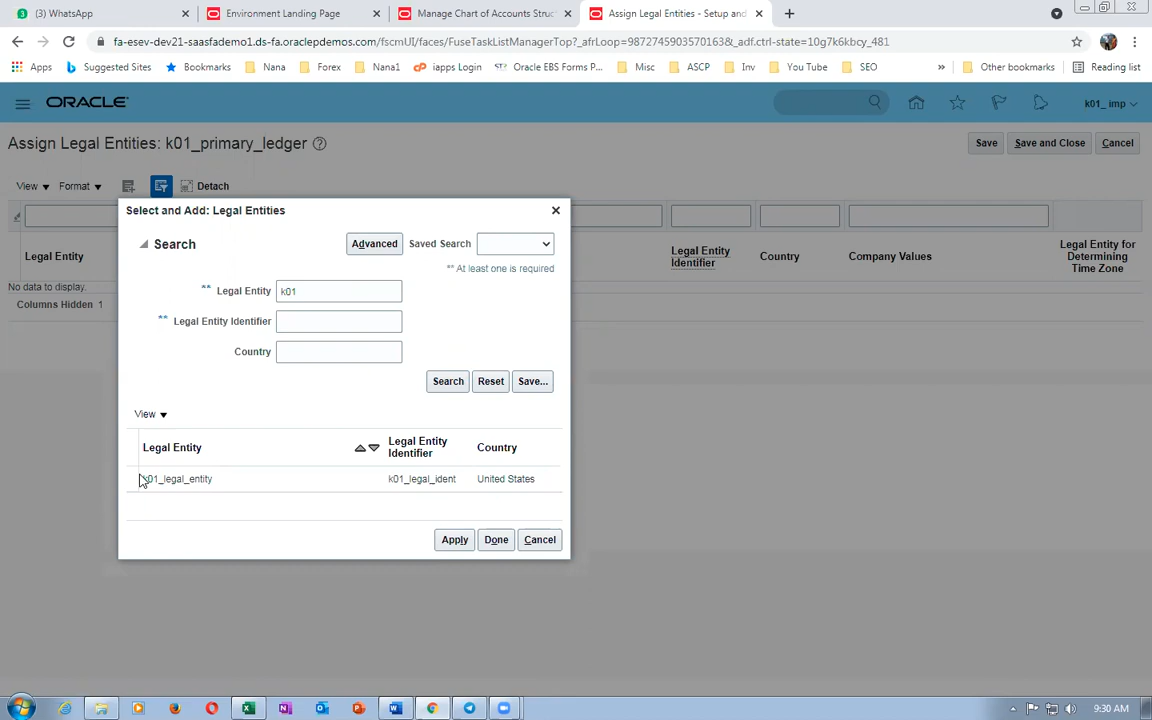 (3) WhatsApp
Environment Landing Page
Manage Chart of Accounts Struc
Assign Legal Entities - Setup and
fa-esev-dev21-saasfademo1.ds-fa.oraclepdemos.com/fscmUI/faces/FuseTaskListManagerTop?_afrLoop=98727459035701638&_adf.ctrl-state=10g7k6kbcy_481
Apps
Suggested Sites
Bookmarks
Nana
Forex
Nana1
iapps Login
Oracle EBS Forms P...
Misc
ASCP
Inv
You Tube
SEO
»
Other bookmarks
Reading list
ORACLE
k01_ imp
Assign Legal Entities: k01_primary_ledger
Save
Save and Close
Cancel
View
Format
Detach
Legal Entity
Legal Entity Identifier
Country
Company Values
Legal Entity for Determining Time Zone
No data to display.
Columns Hidden 1
Select and Add: Legal Entities
Search
Advanced
Saved Search
** At least one is required
** Legal Entity k01
** Legal Entity Identifier
Country
Search
Reset
Save...
View
Legal Entity
Legal Entity Identifier
Country
k01_legal_entity
k01_legal_ident
United States
Apply
Done
Cancel
9:30 AM